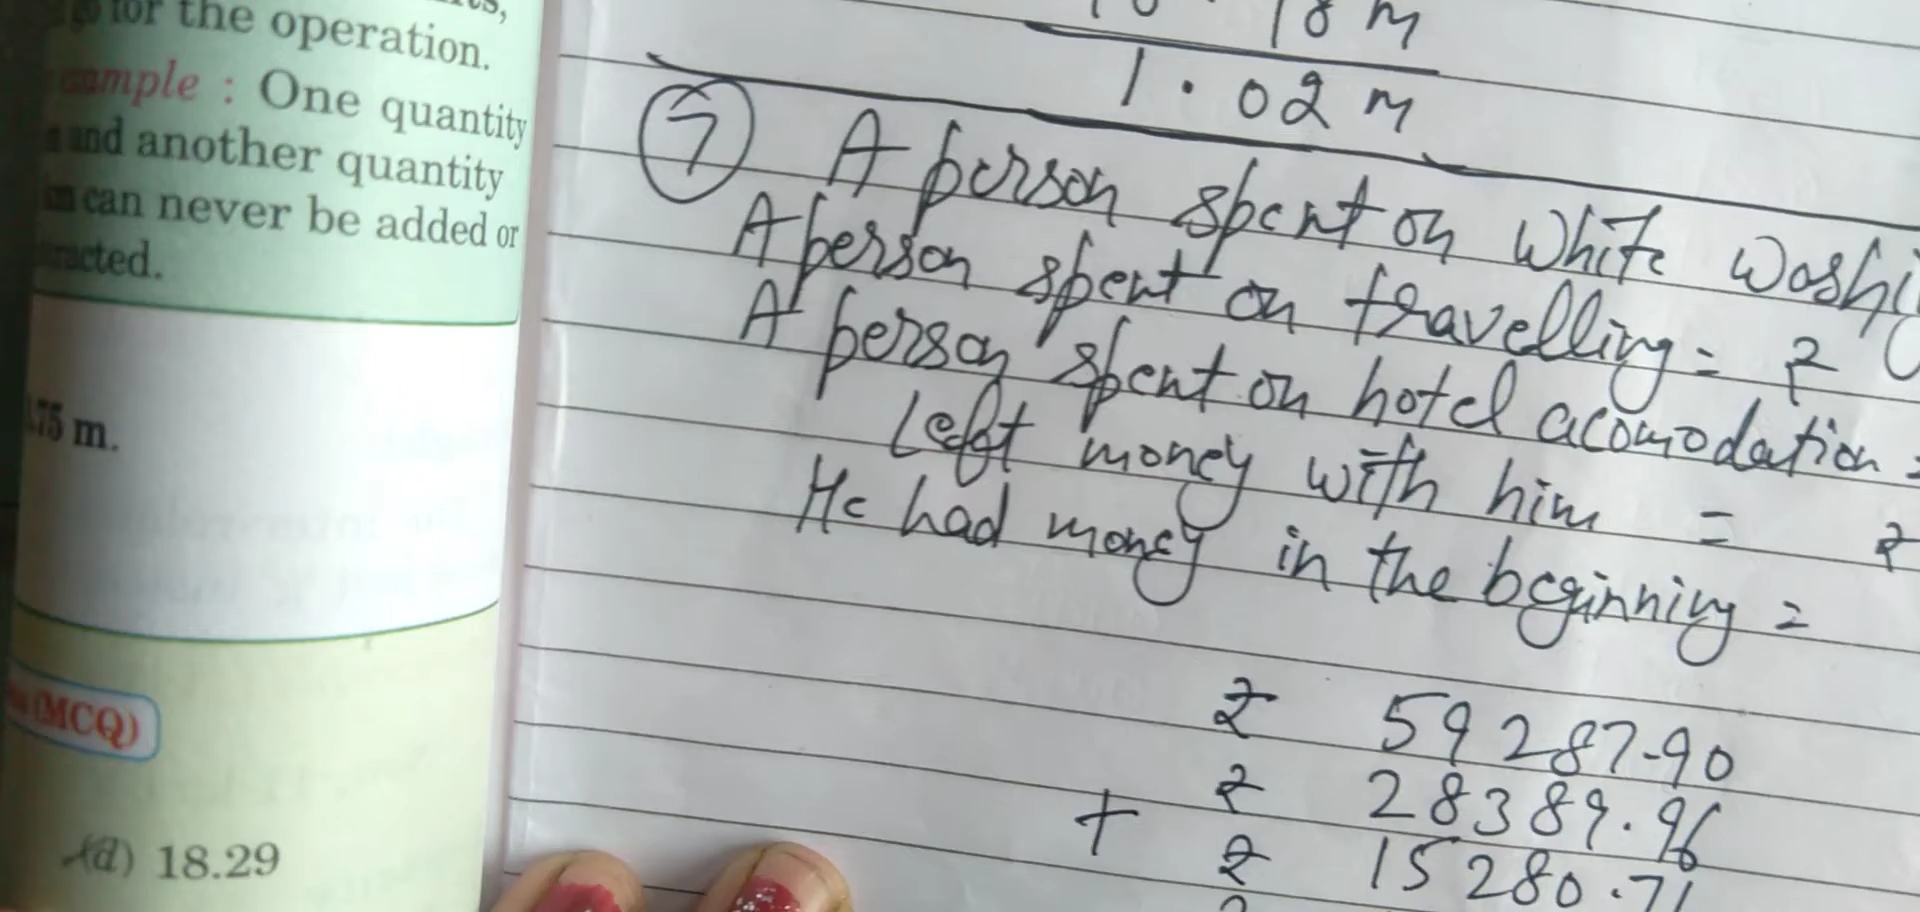 for the operation.
Example : One quantity
and another quantity
can never be added or
75 m.
(MCQ)
(d) 18.29
18 m
1.02 m
7 A person spent on white washi
A person spent on travelling = ₹
A person spent on hotel acomodation =
Left money with him = ₹
He had money in the beginning =
₹ 59287.90
₹ 28389.96
+ ₹ 15280.71